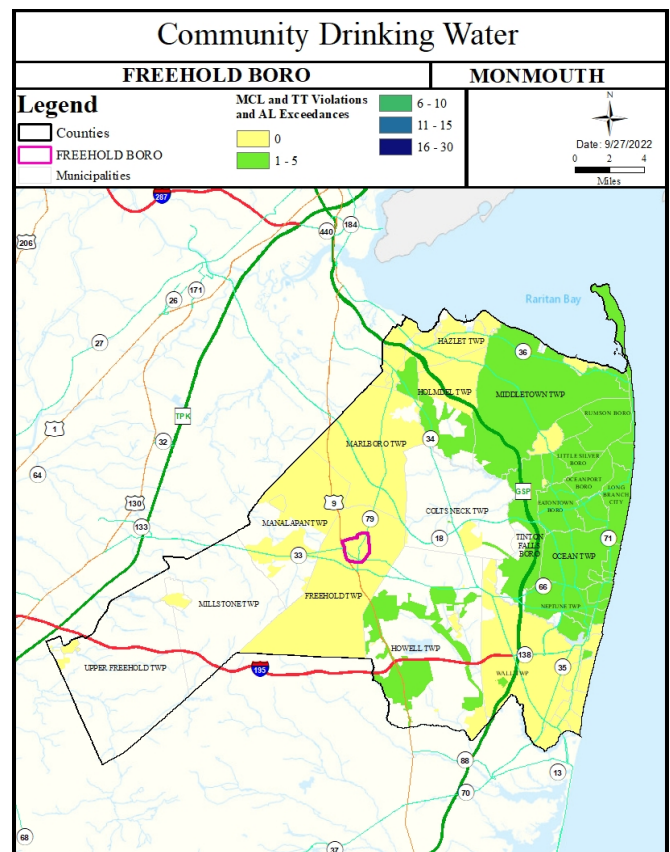 Community Drinking Water
FREEHOLD BORO
MONMOUTH
Legend
Counties
FREEHOLD BORO
Municipalities
MCL and TT Violations
and AL Exceedances
0
1 - 5
6 - 10
11 - 15
16 - 30
N
Date: 9/27/2022
0 2 4
Miles
287
206
440
184
171
26
27
Raritan Bay
HAZLET TWP
36
HOLMDEL TWP
MIDDLETOWN TWP
RUMSON BORO
TPK
1
32
34
MARLBORO TWP
LITTLE SILVER
BORO
OCEANPORT
BORO
64
130
9
GSP
EATONTOWN
BORO
LONG
BRANCH
CITY
133
79
MANALAPAN TWP
COLTS NECK TWP
18
TINTON
FALLS
BORO
71
33
OCEAN TWP
66
MILLSTONE TWP
FREEHOLD TWP
NEPTUNE TWP
HOWELL TWP
138
35
UPPER FREEHOLD TWP
195
WALL TWP
88
13
70
68
37